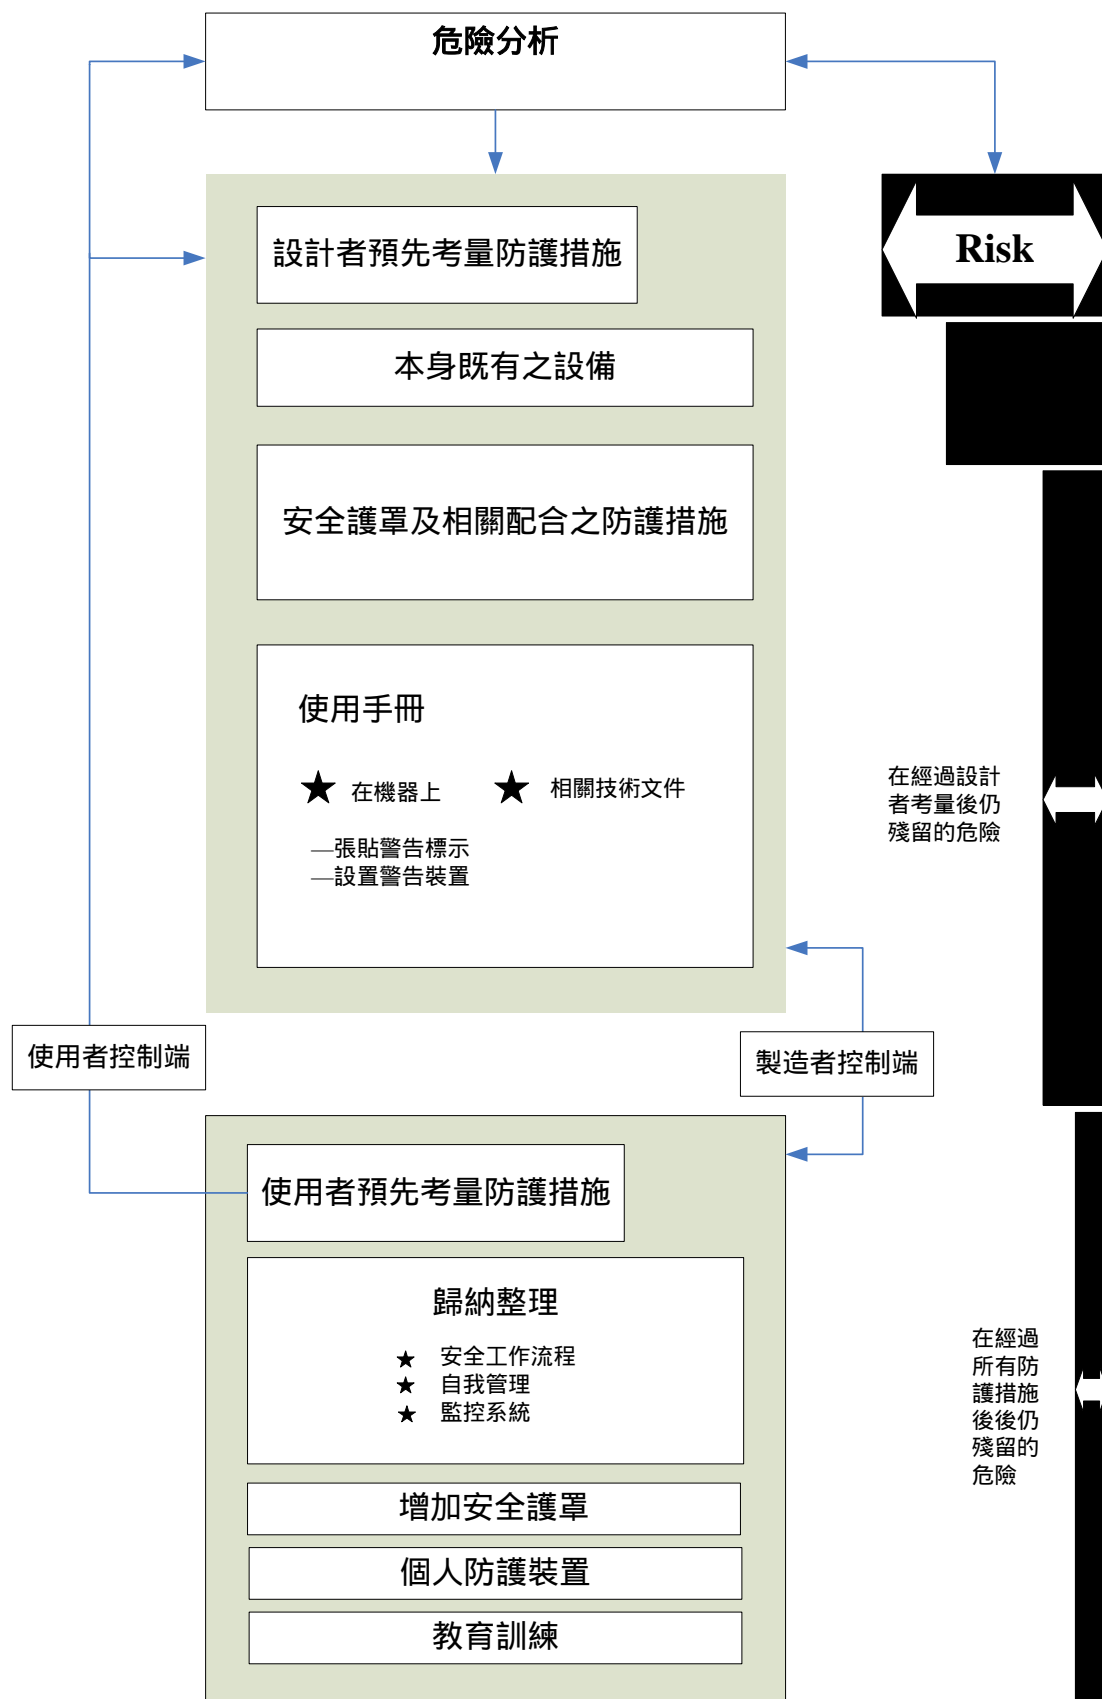 危險分析
設計者預先考量防護措施
Risk
本身既有之設備
安全護罩及相關配合之防護措施
使用手冊
★ 在機器上 ★ 相關技術文件
—張貼警告標示
—設置警告裝置
在經過設計
者考量後仍
殘留的危險
使用者控制端
製造者控制端
使用者預先考量防護措施
歸納整理
★ 安全工作流程
★ 自我管理
★ 監控系統
在經過
所有防
護措施
後後仍
殘留的
危險
增加安全護罩
個人防護裝置
教育訓練